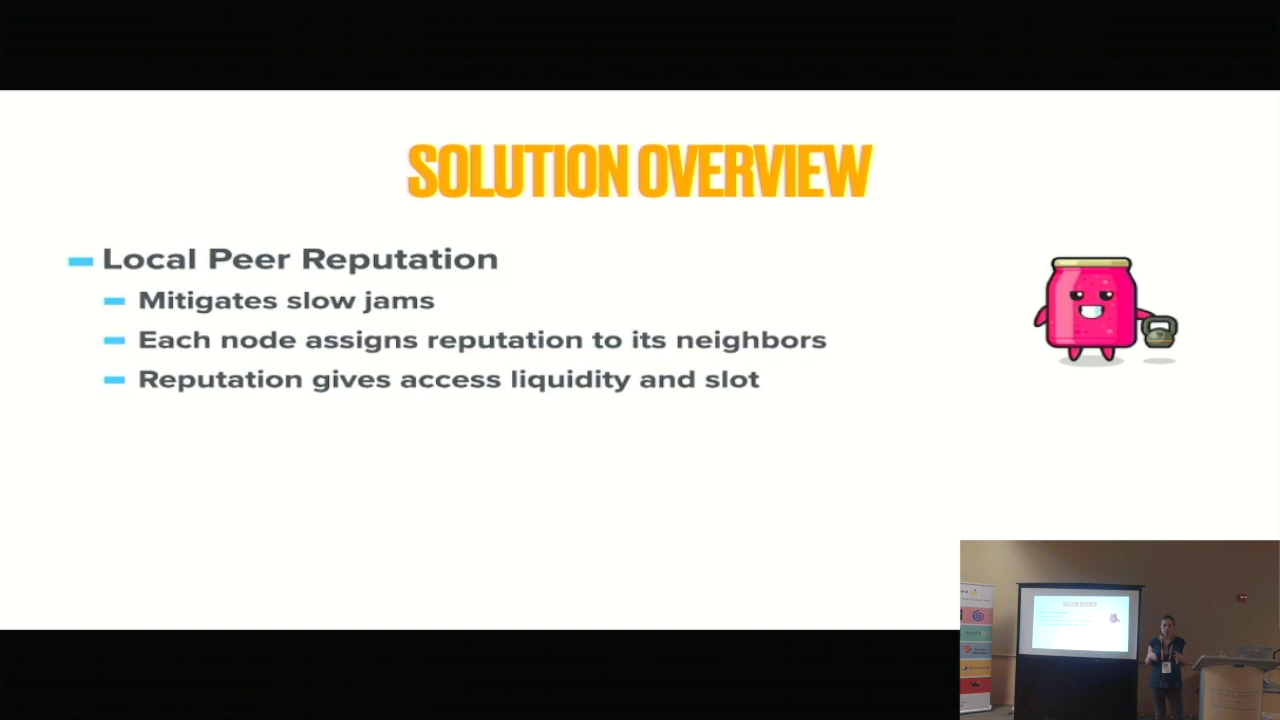 SOLUTION OVERVIEW
Local Peer Reputation
Mitigates slow jams
Each node assigns reputation to its neighbors
Reputation gives access liquidity and slot